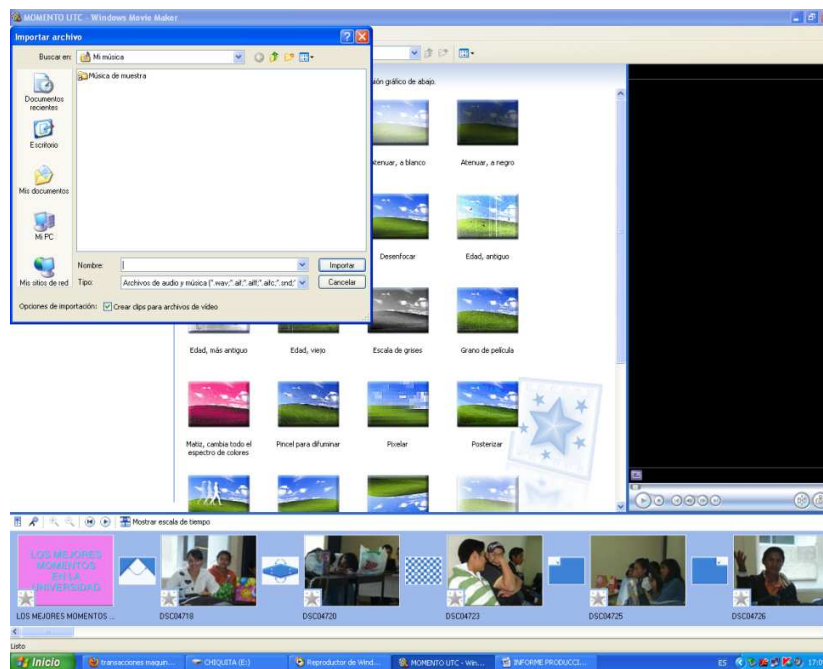 MOMENTO UTC - Windows Movie Maker
Importar archivo
Buscar en:
Mi música
Música de muestra
Documentos recientes
Escritorio
Mis documentos
Mi PC
Mis sitios de red
Nombre:
Importar
Tipo:
Archivos de audio y música (*.wav;*.aif;*.aiff;*.aifc;*.snd;*
Cancelar
Opciones de importación:
Crear clips para archivos de vídeo
gráfico de abajo.
a blanco
Atenuar, a negro
Desenfocar
Edad, antiguo
Edad, más antiguo
Edad, viejo
Escala de grises
Grano de película
Matiz, cambia todo el
espectro de colores
Pincel para difuminar
Pixelar
Posterizar
Mostrar escala de tiempo
LOS MEJORES
MOMENTOS
EN LA
UNIVERSIDAD
LOS MEJORES MOMENTOS ...
DSC04718
DSC04720
DSC04723
DSC04725
DSC04726
Listo
Inicio
transacciones maquin...
CHIQUITA (E:)
Reproductor de Wind...
MOMENTO UTC - Win...
INFORME PRODUCCI...
ES